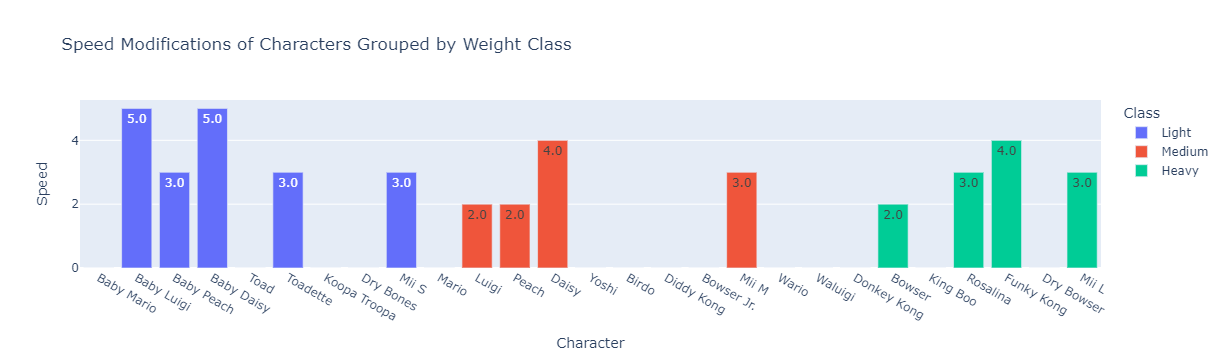 Speed Modifications of Characters Grouped by Weight Class
Class
Light
Medium
Heavy
Speed
4
2
0
5.0
3.0
5.0
3.0
3.0
2.0
2.0
4.0
3.0
2.0
3.0
4.0
3.0
Baby Mario
Baby Luigi
Baby Peach
Baby Daisy
Toad
Toadette
Koopa Troopa
Dry Bones
Mii S
Mario
Luigi
Peach
Daisy
Yoshi
Birdo
Diddy Kong
Bowser Jr.
Mii M
Wario
Waluigi
Donkey Kong
Bowser
King Boo
Rosalina
Funky Kong
Dry Bowser
Mii L
Character